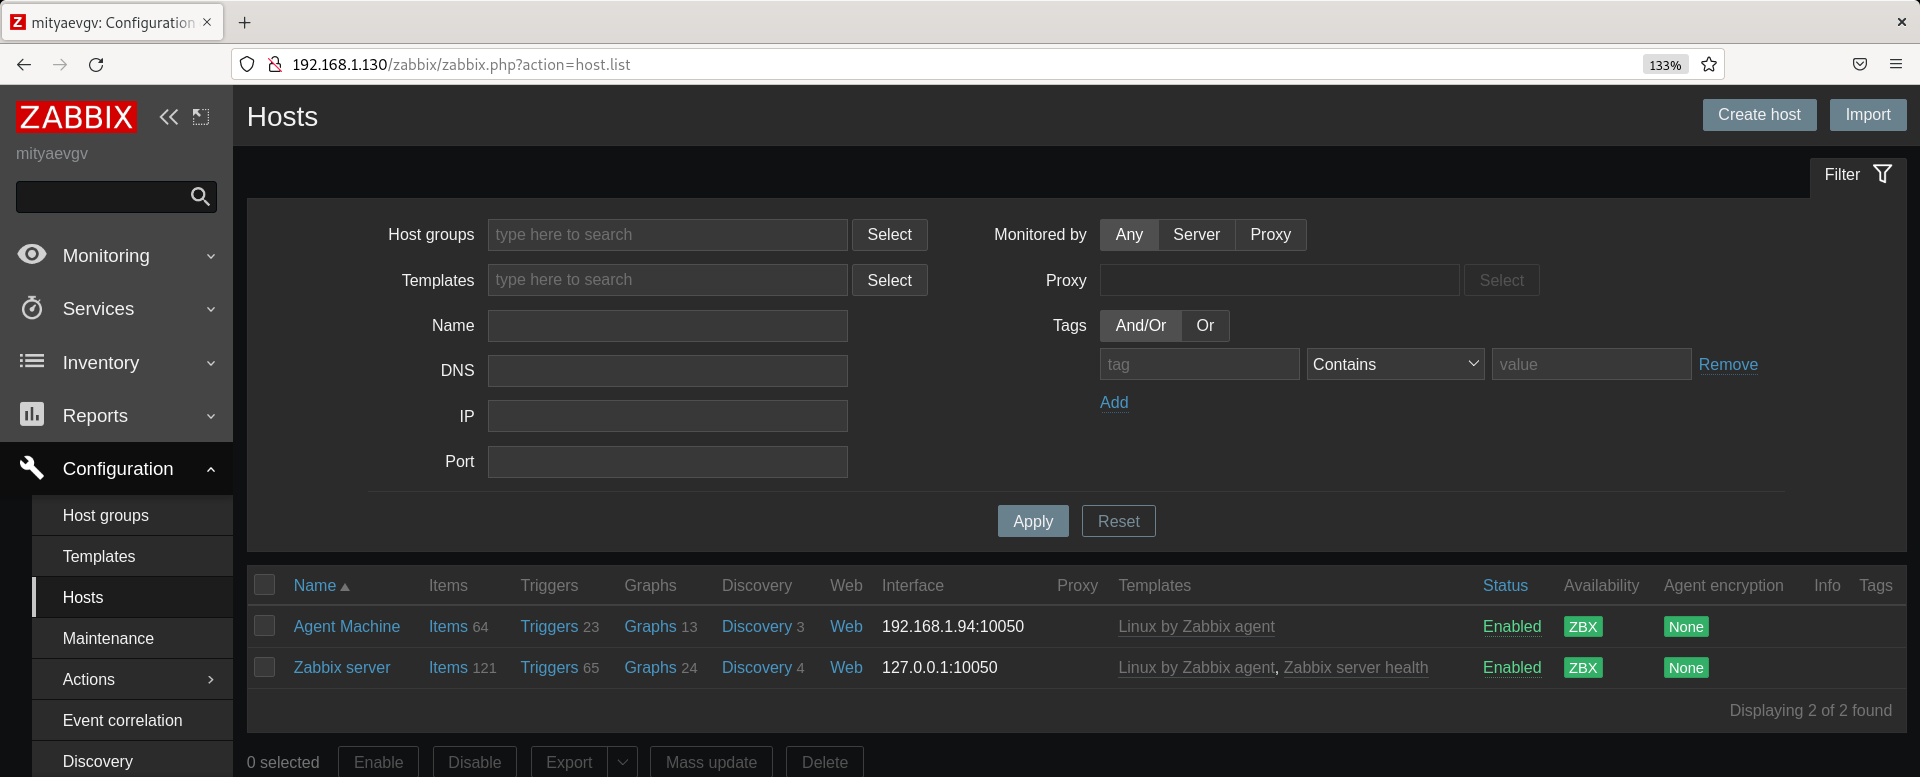 mityaevgv: Configuration
192.168.1.130/zabbix/zabbix.php?action=host.list
133%
ZABBIX
mityaevgv
Monitoring
Services
Inventory
Reports
Configuration
Host groups
Templates
Hosts
Maintenance
Actions
Event correlation
Discovery
Hosts
Create host Import
Filter
Host groups type here to search Select
Templates type here to search Select
Name
DNS
IP
Port
Monitored by Any Server Proxy
Proxy Select
Tags And/Or Or
tag Contains value Remove
Add
Apply Reset
Name Items Triggers Graphs Discovery Web Interface Proxy Templates Status Availability Agent encryption Info Tags
Agent Machine Items 64 Triggers 23 Graphs 13 Discovery 3 Web 192.168.1.94:10050 Linux by Zabbix agent Enabled ZBX None
Zabbix server Items 121 Triggers 65 Graphs 24 Discovery 4 Web 127.0.0.1:10050 Linux by Zabbix agent, Zabbix server health Enabled ZBX None
Displaying 2 of 2 found
0 selected Enable Disable Export Mass update Delete